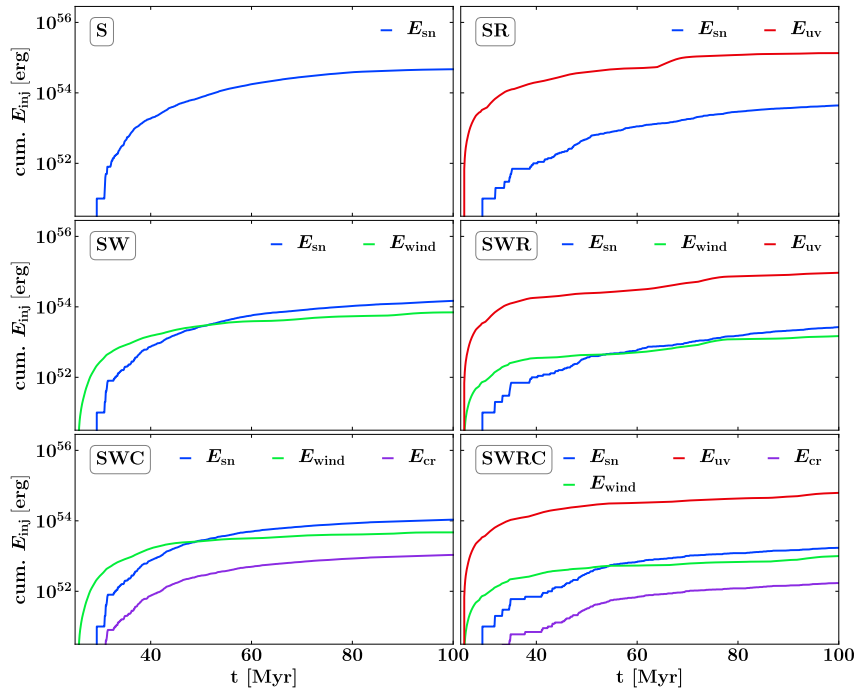 S
E_sn
SR
E_sn E_uv
10^56
10^54
10^52
cum. E_inj [erg]
SW
E_sn E_wind
SWR
E_sn E_wind E_uv
10^56
10^54
10^52
cum. E_inj [erg]
SWC
E_sn E_wind E_cr
SWRC
E_sn E_uv E_cr
E_wind
10^56
10^54
10^52
cum. E_inj [erg]
40 60 80 100
40 60 80 100
t [Myr]
t [Myr]